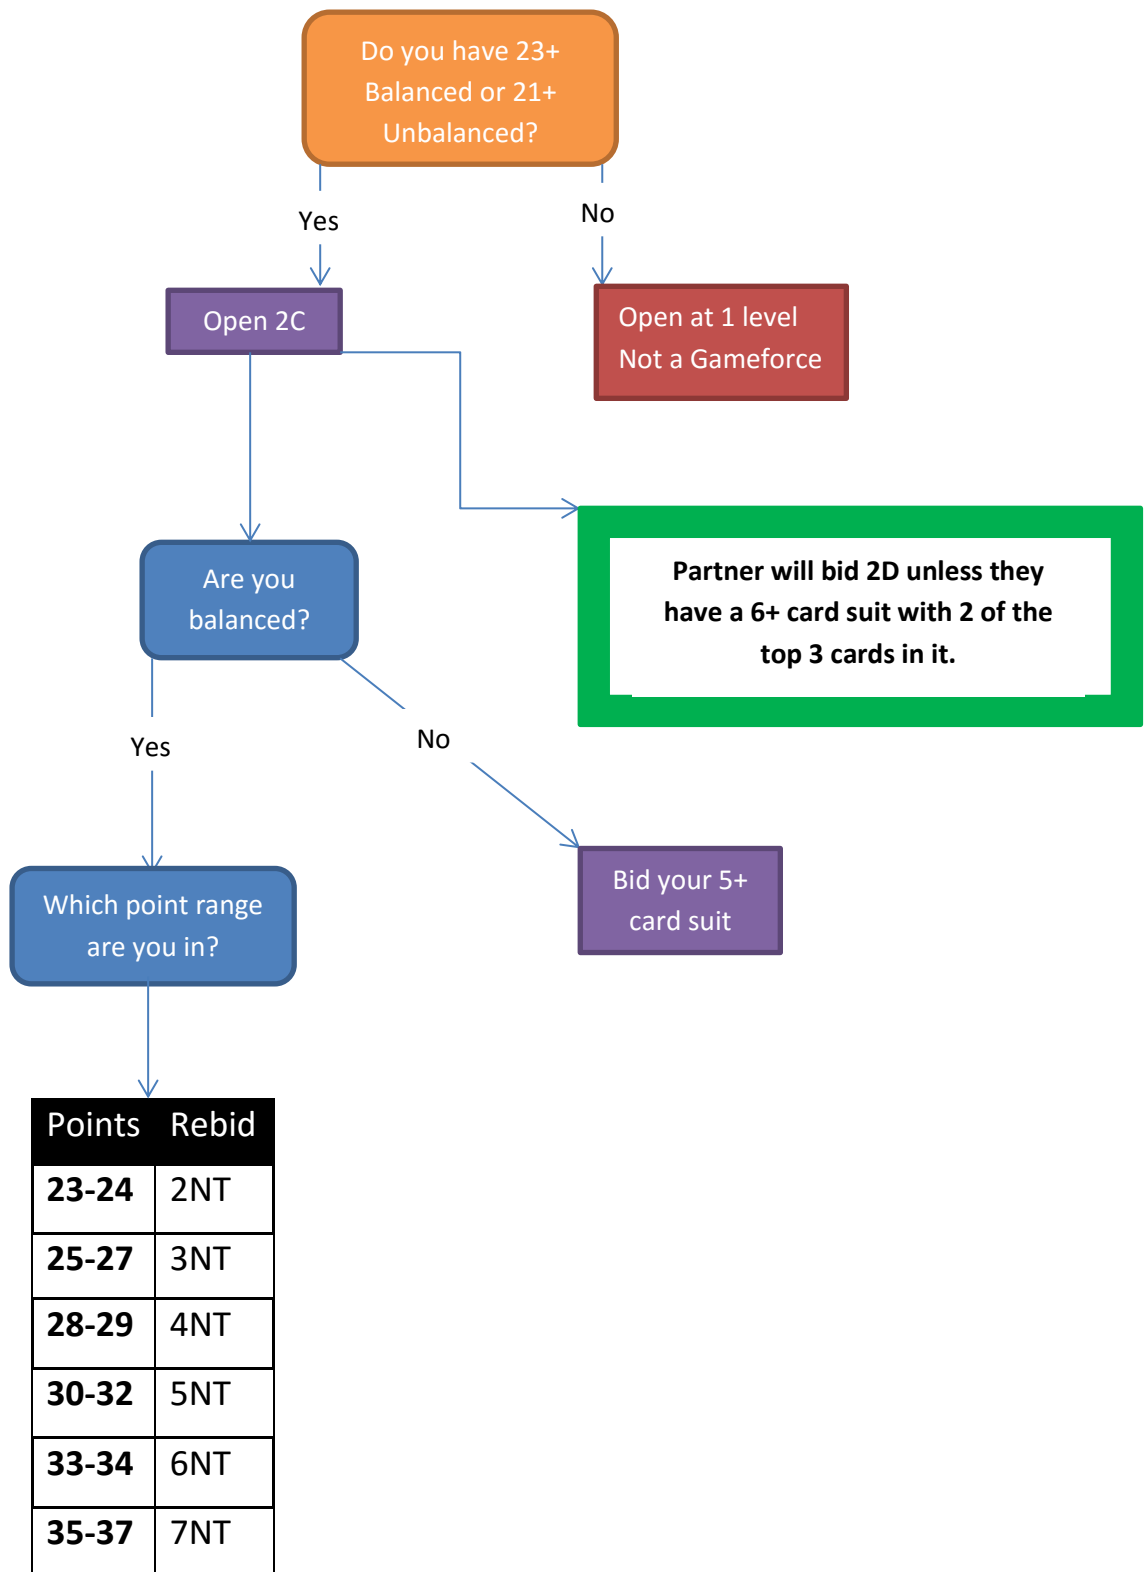 Do you have 23+
Balanced or 21+
Unbalanced?
Yes
No
Open 2C
Open at 1 level
Not a Gameforce
Partner will bid 2D unless they
have a 6+ card suit with 2 of the
top 3 cards in it.
Are you
balanced?
Yes
No
Which point range
are you in?
Bid your 5+
card suit
Points Rebid
23-24 2NT
25-27 3NT
28-29 4NT
30-32 5NT
33-34 6NT
35-37 7NT